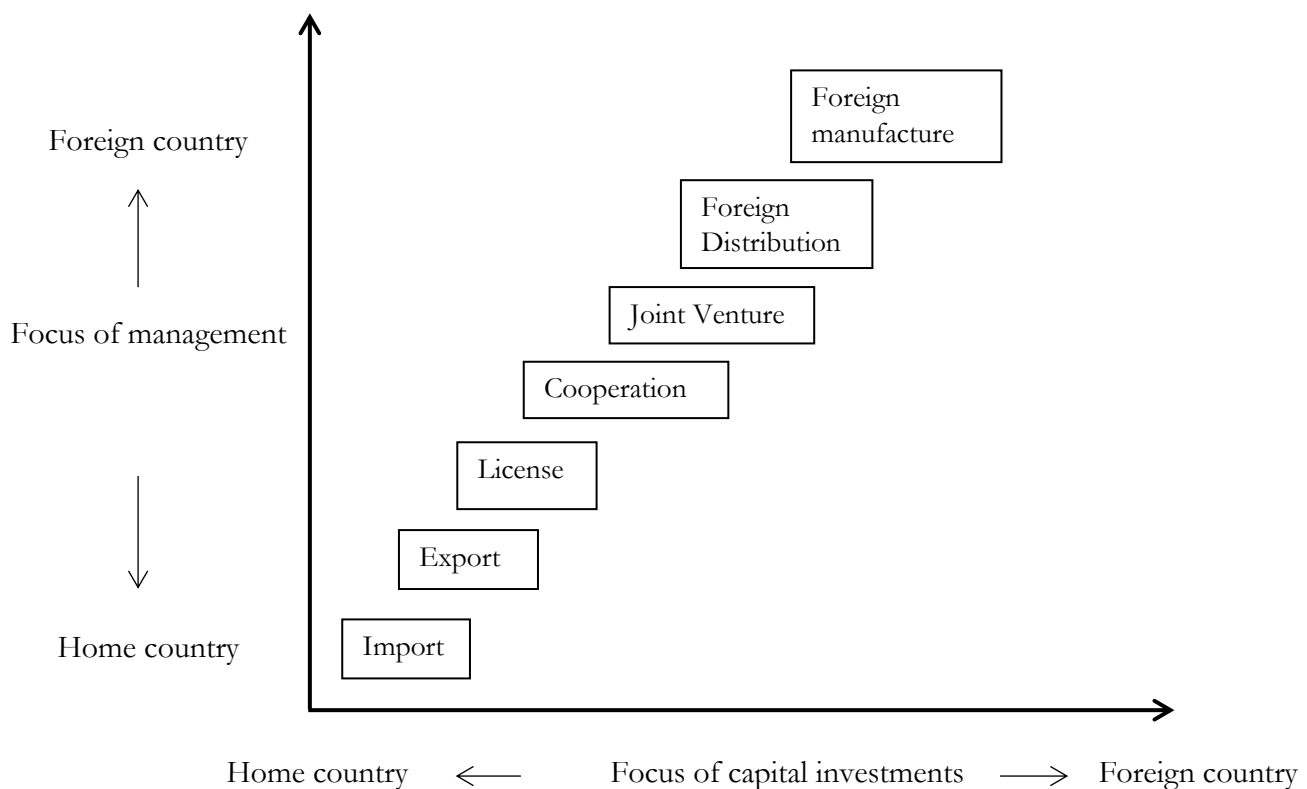 Foreign
manufacture
Foreign country
Foreign
Distribution
Joint Venture
Focus of management
Cooperation
License
Export
Home country
Import
Home country
Focus of capital investments
Foreign country